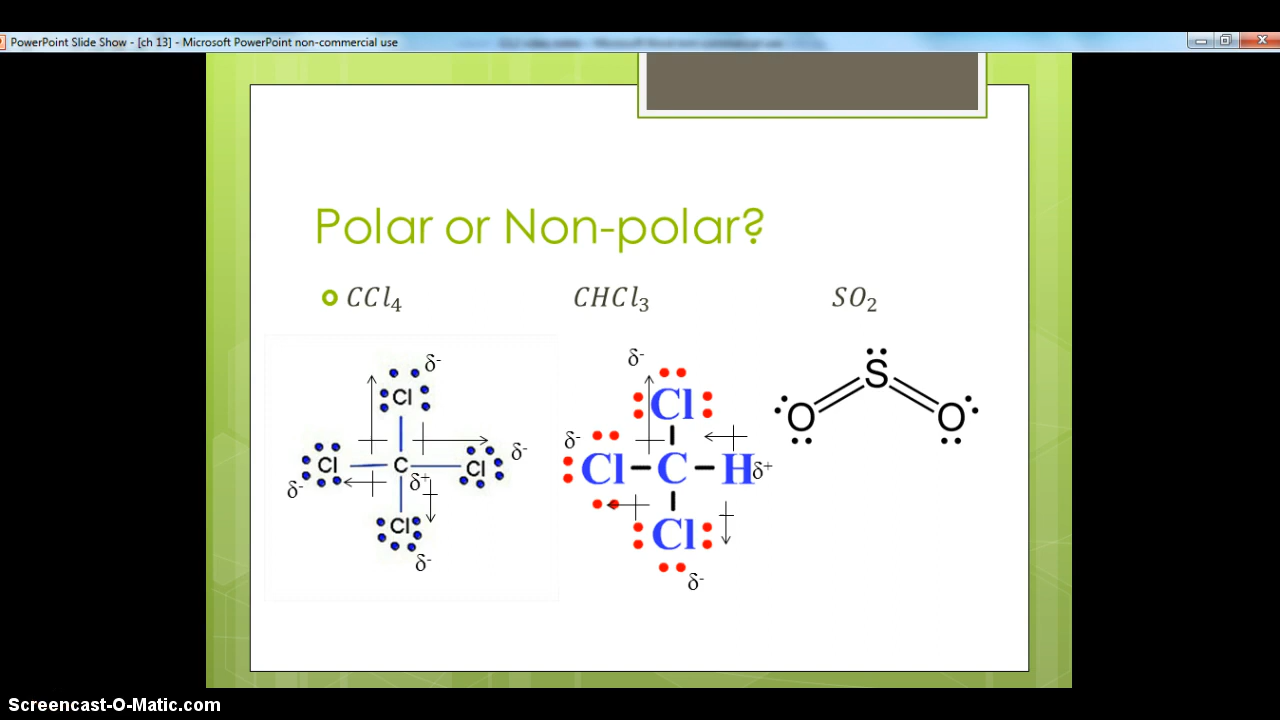 PowerPoint Slide Show - [ch 13] - Microsoft PowerPoint non-commercial use
Polar or Non-polar?
CCl₄ CHCl₃ SO₂
δ- Cl δ- Cl C δ+ Cl δ- Cl δ-
δ- Cl δ- Cl C H δ+ Cl δ-
S O O
Screencast-O-Matic.com